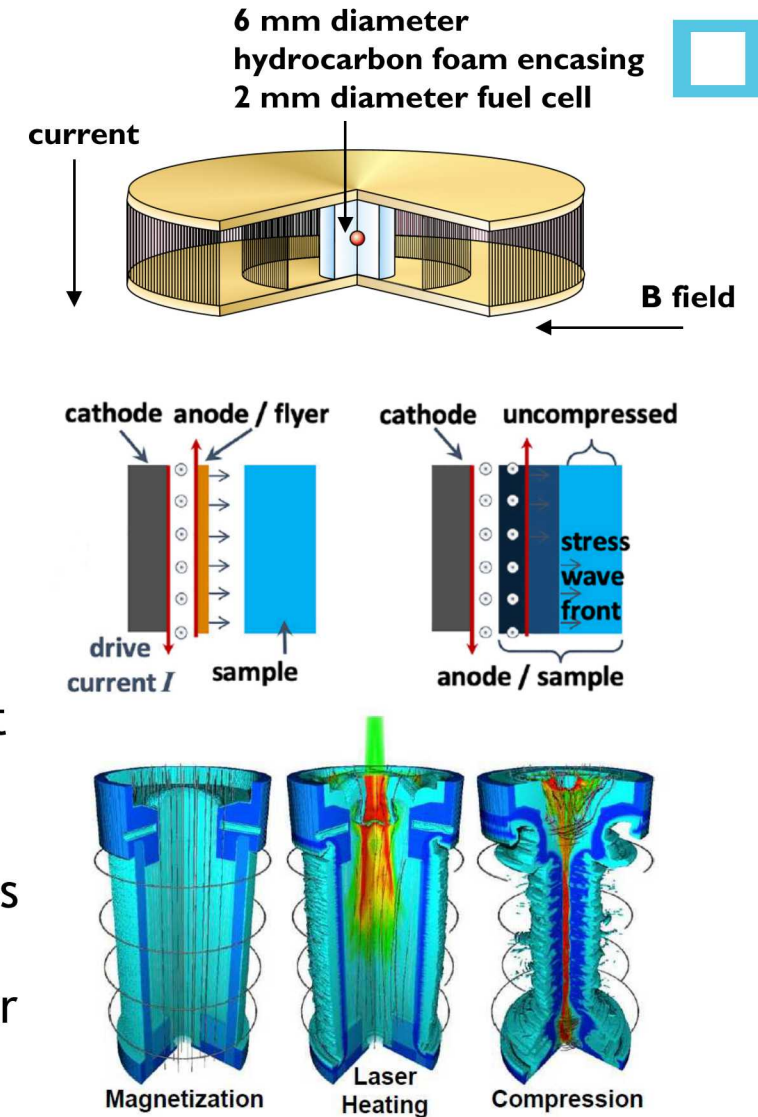 6 mm diameter
hydrocarbon foam encasing
2 mm diameter fuel cell
current
B field
cathode anode / flyer
cathode uncompressed
stress
wave
front
drive
current I
sample
anode / sample
t
s
r
Magnetization
Laser
Heating
Compression